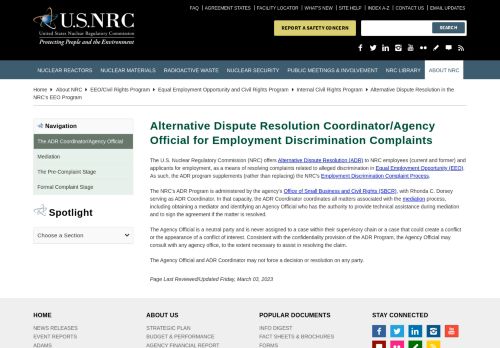 FAQ | AGREEMENT STATES | FACILITY LOCATOR | WHAT'S NEW | SITE HELP | INDEX A-Z | CONTACT US | EMAIL UPDATES
U.S.NRC
United States Nuclear Regulatory Commission
Protecting People and the Environment
REPORT A SAFETY CONCERN
SEARCH
NUCLEAR REACTORS NUCLEAR MATERIALS RADIOACTIVE WASTE NUCLEAR SECURITY PUBLIC MEETINGS & INVOLVEMENT NRC LIBRARY ABOUT NRC
Home About NRC EEO/Civil Rights Program Equal Employment Opportunity and Civil Rights Program Internal Civil Rights Program Alternative Dispute Resolution in the
NRC's EEO Program
Navigation
The ADR Coordinator/Agency Official
Mediation
The Pre-Complaint Stage
Formal Complaint Stage
Spotlight
Choose a Section
Alternative Dispute Resolution Coordinator/Agency
Official for Employment Discrimination Complaints
The U.S. Nuclear Regulatory Commission (NRC) offers Alternative Dispute Resolution (ADR) to NRC employees (current and former) and
applicants for employment, as a means of resolving complaints related to alleged discrimination in Equal Employment Opportunity (EEO).
As such, the ADR program supplements (rather than replacing) the NRC's Employment Discrimination Complaint Process.
The NRC's ADR Program is administered by the agency's Office of Small Business and Civil Rights (SBCR), with Rhonda C. Dorsey
serving as ADR Coordinator. In that capacity, the ADR Coordinator coordinates all matters associated with the mediation process,
including obtaining a mediator and identifying an Agency Official who has the authority to provide technical assistance during mediation
and to sign the agreement if the matter is resolved.
The Agency Official is a neutral party and is never assigned to a case within their supervisory chain or a case that could create a conflict
or the appearance of a conflict of interest. Consistent with the confidentiality provision of the ADR Program, the Agency Official may
consult with any agency office, to the extent necessary to assist in resolving the claim.
The Agency Official and ADR Coordinator may not force a decision or resolution on any party.
Page Last Reviewed/Updated Friday, March 03, 2023
HOME ABOUT US POPULAR DOCUMENTS STAY CONNECTED
NEWS RELEASES STRATEGIC PLAN INFO DIGEST
EVENT REPORTS BUDGET & PERFORMANCE FACT SHEETS & BROCHURES
ADAMS AGENCY FINANCIAL REPORT FORMS